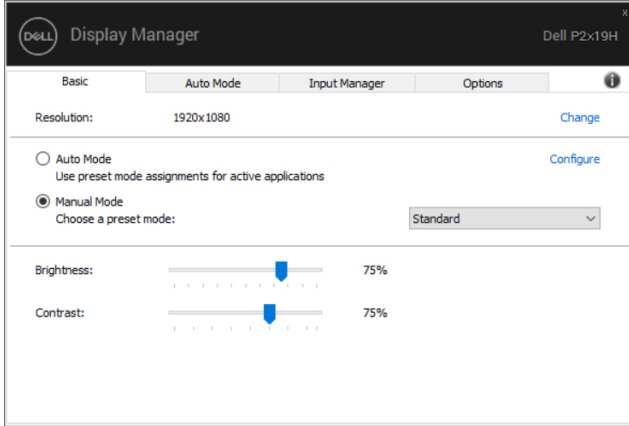 x
DELL Display Manager Dell P2x19H
Basic Auto Mode Input Manager Options
Resolution: 1920x1080 Change
Auto Mode Configure
Use preset mode assignments for active applications
Manual Mode
Choose a preset mode: Standard
Brightness: 75%
Contrast: 75%